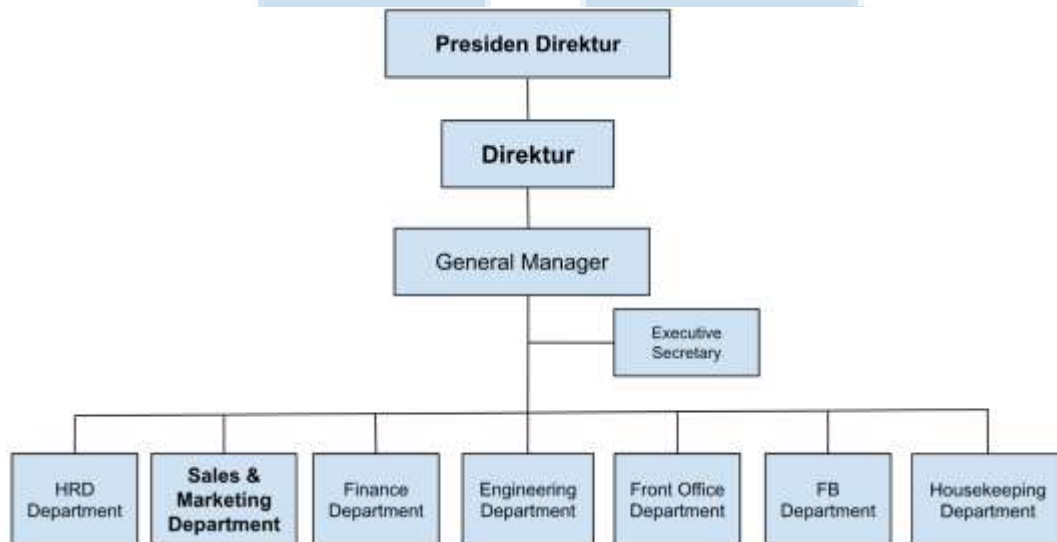 Presiden Direktur
Direktur
General Manager
Executive
Secretary
HRD
Department
Sales &
Marketing
Department
Finance
Department
Engineering
Department
Front Office
Department
FB
Department
Housekeeping
Department